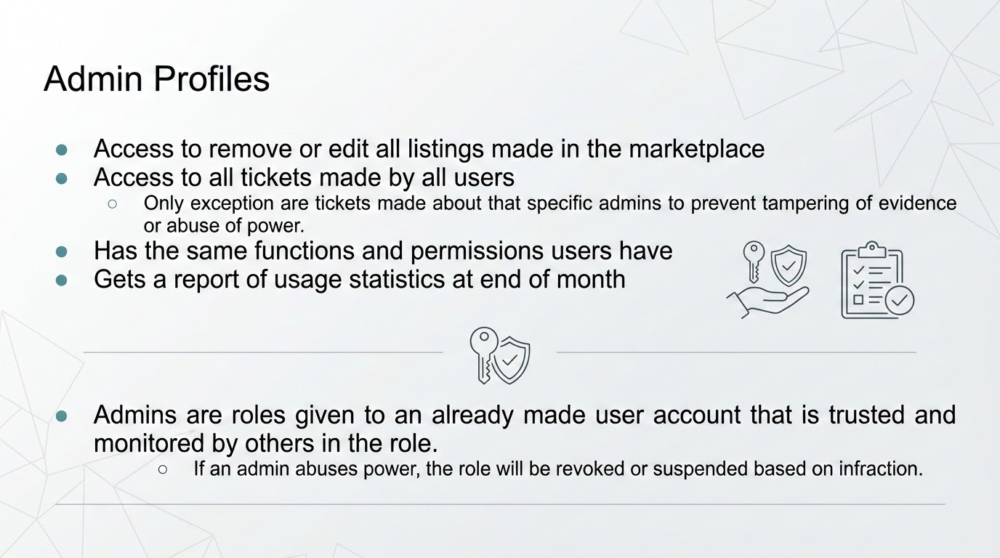 Admin Profiles
● Access to remove or edit all listings made in the marketplace
● Access to all tickets made by all users
○ Only exception are tickets made about that specific admins to prevent tampering of evidence
or abuse of power.
● Has the same functions and permissions users have
● Gets a report of usage statistics at end of month
● Admins are roles given to an already made user account that is trusted and
monitored by others in the role.
○ If an admin abuses power, the role will be revoked or suspended based on infraction.